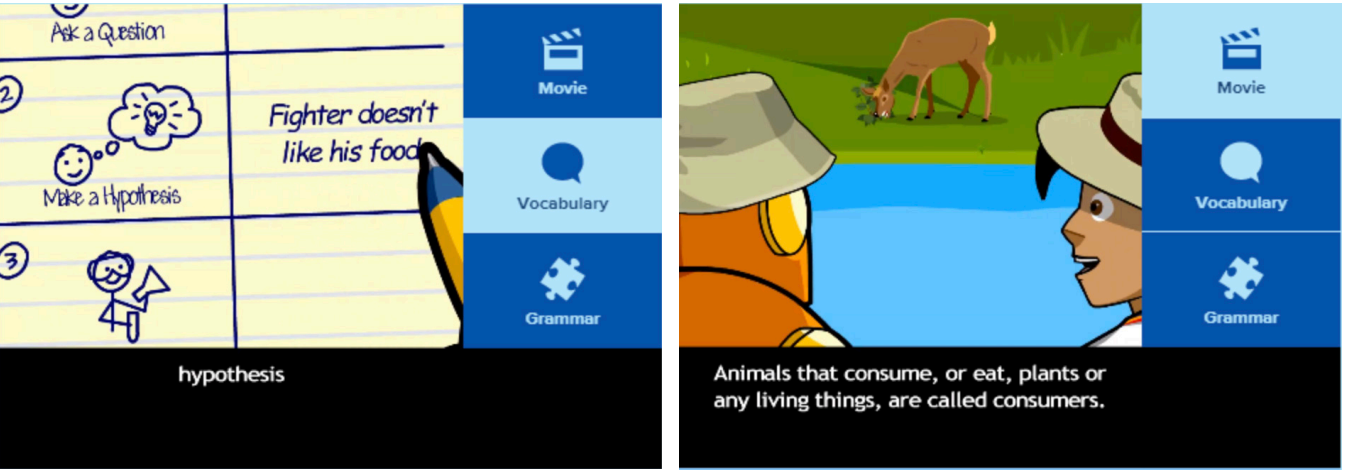 Ask a Question
2
Fighter doesn't
like his food
Make a Hypothesis
3
Movie
Vocabulary
Grammar
hypothesis
Movie
Vocabulary
Grammar
Animals that consume, or eat, plants or
any living things, are called consumers.